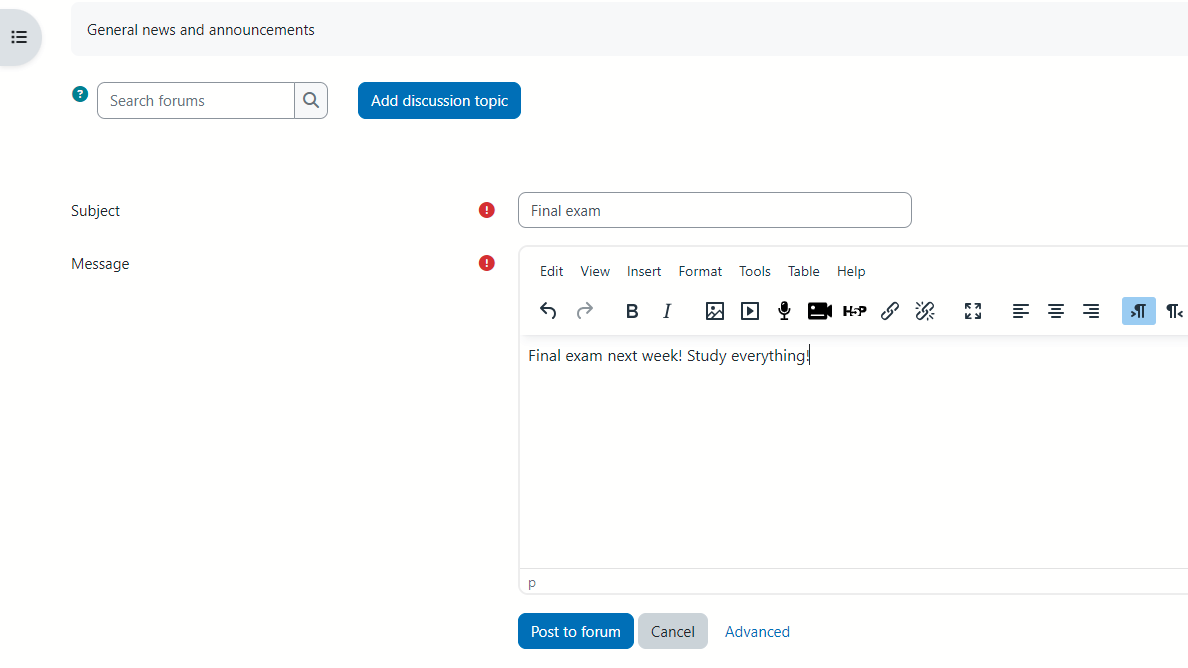 General news and announcements
?
Search forums
Add discussion topic
Subject
!
Final exam
Message
!
Edit View Insert Format Tools Table Help
B I H-P
Final exam next week! Study everything!
p
Post to forum Cancel Advanced